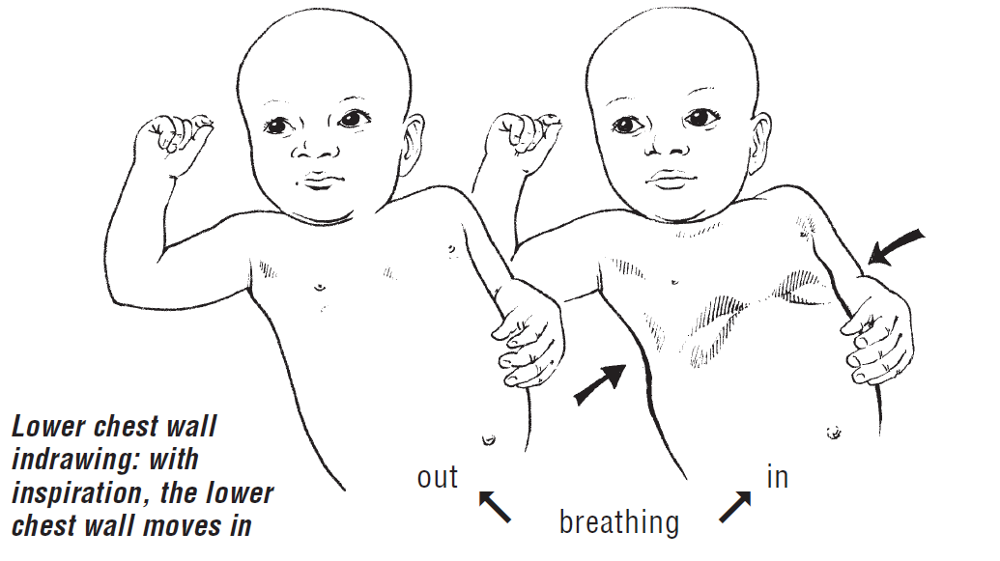 Lower chest wall
indrawing: with
inspiration, the lower
chest wall moves in
out
in
breathing